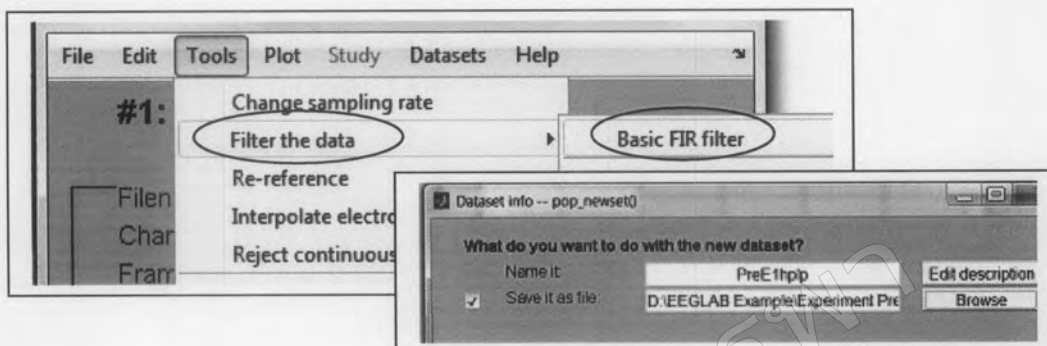 File Edit Tools Plot Study Datasets Help
#1:
Change sampling rate
Filter the data
Basic FIR filter
Re-reference
Interpolate electro
Reject continuous
Filen
Char
Fram
Dataset info -- pop_newset()
What do you want to do with the new dataset?
Name it: PreE1hplp Edit description
Save it as file: D:\EEGLAB Example\Experiment Pre Browse